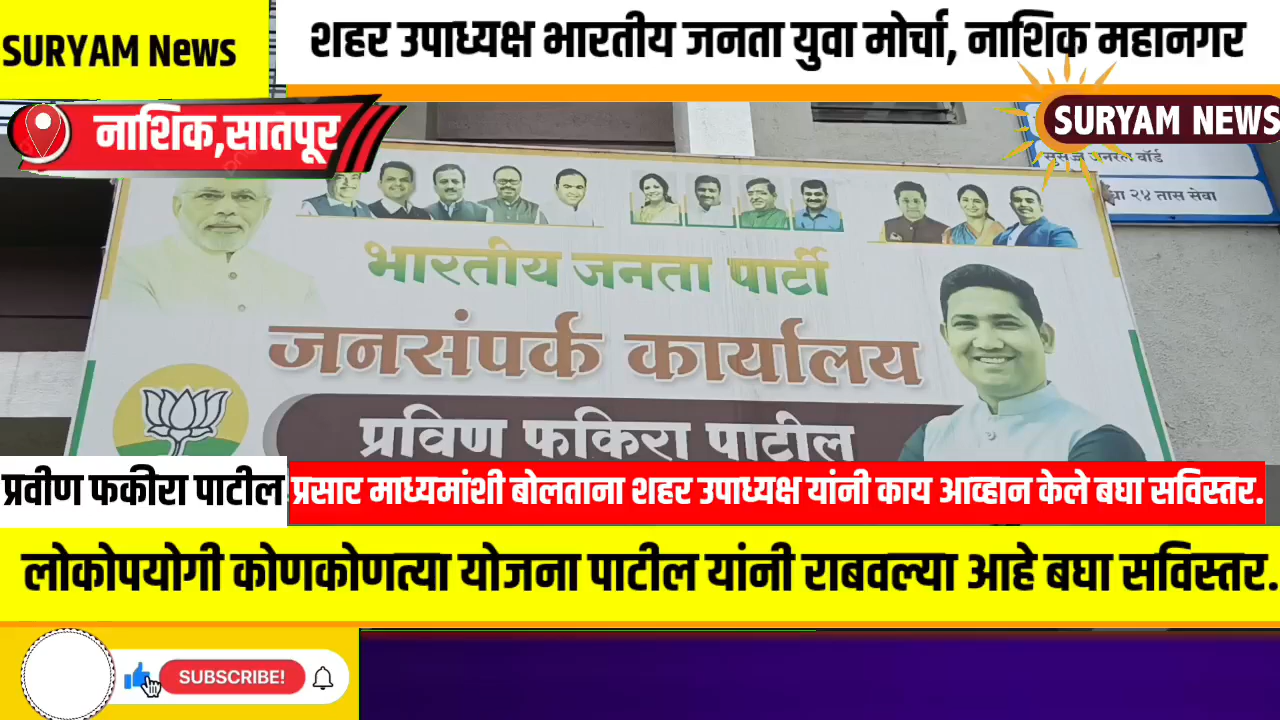 SURYAM News
शहर उपाध्यक्ष भारतीय जनता युवा मोर्चा, नाशिक महानगर
नाशिक,सातपूर
SURYAM NEWS
जनरल वॉर्ड
२४ तास सेवा
भारतीय जनता पार्टी
जनसंपर्क कार्यालय
प्रविण फकिरा पाटील
प्रवीण फकीरा पाटील
प्रसार माध्यमांशी बोलताना शहर उपाध्यक्ष यांनी काय आव्हान केले बघा सविस्तर.
लोकोपयोगी कोणकोणत्या योजना पाटील यांनी राबवल्या आहे बघा सविस्तर.
SUBSCRIBE!